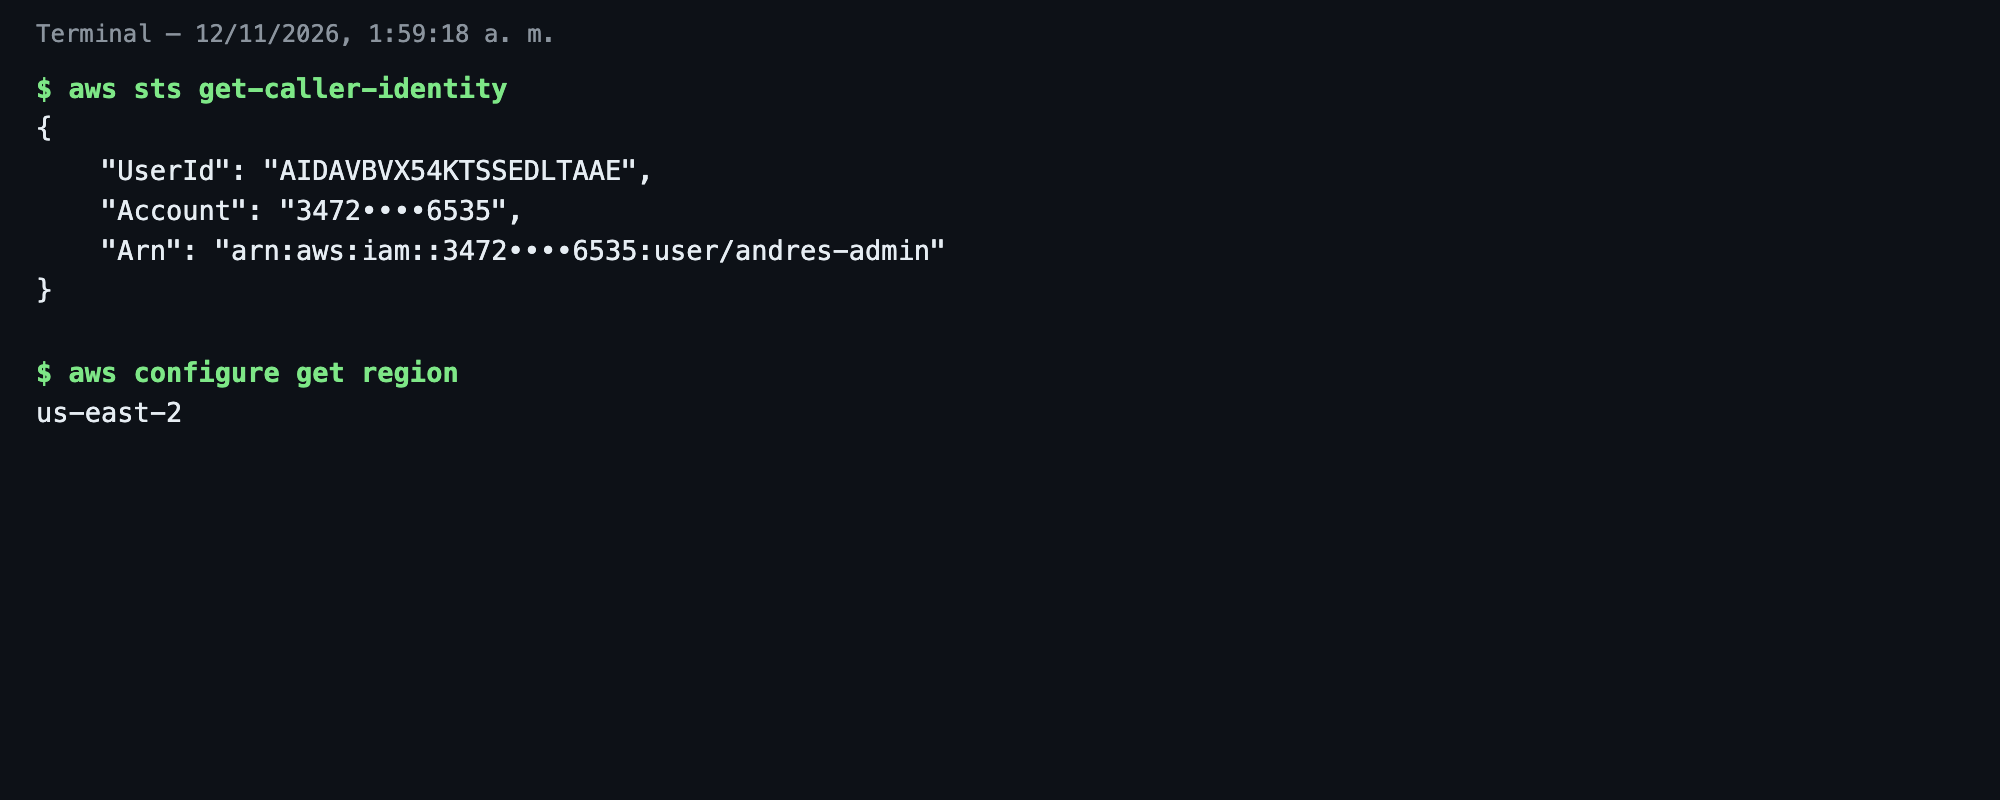 Terminal — 12/11/2026, 1:59:18 a. m.
$ aws sts get-caller-identity
{
    "UserId": "AIDAVBVX54KTSSEDLTAAE",
    "Account": "3472••••6535",
    "Arn": "arn:aws:iam::3472••••6535:user/andres-admin"
}
$ aws configure get region
us-east-2